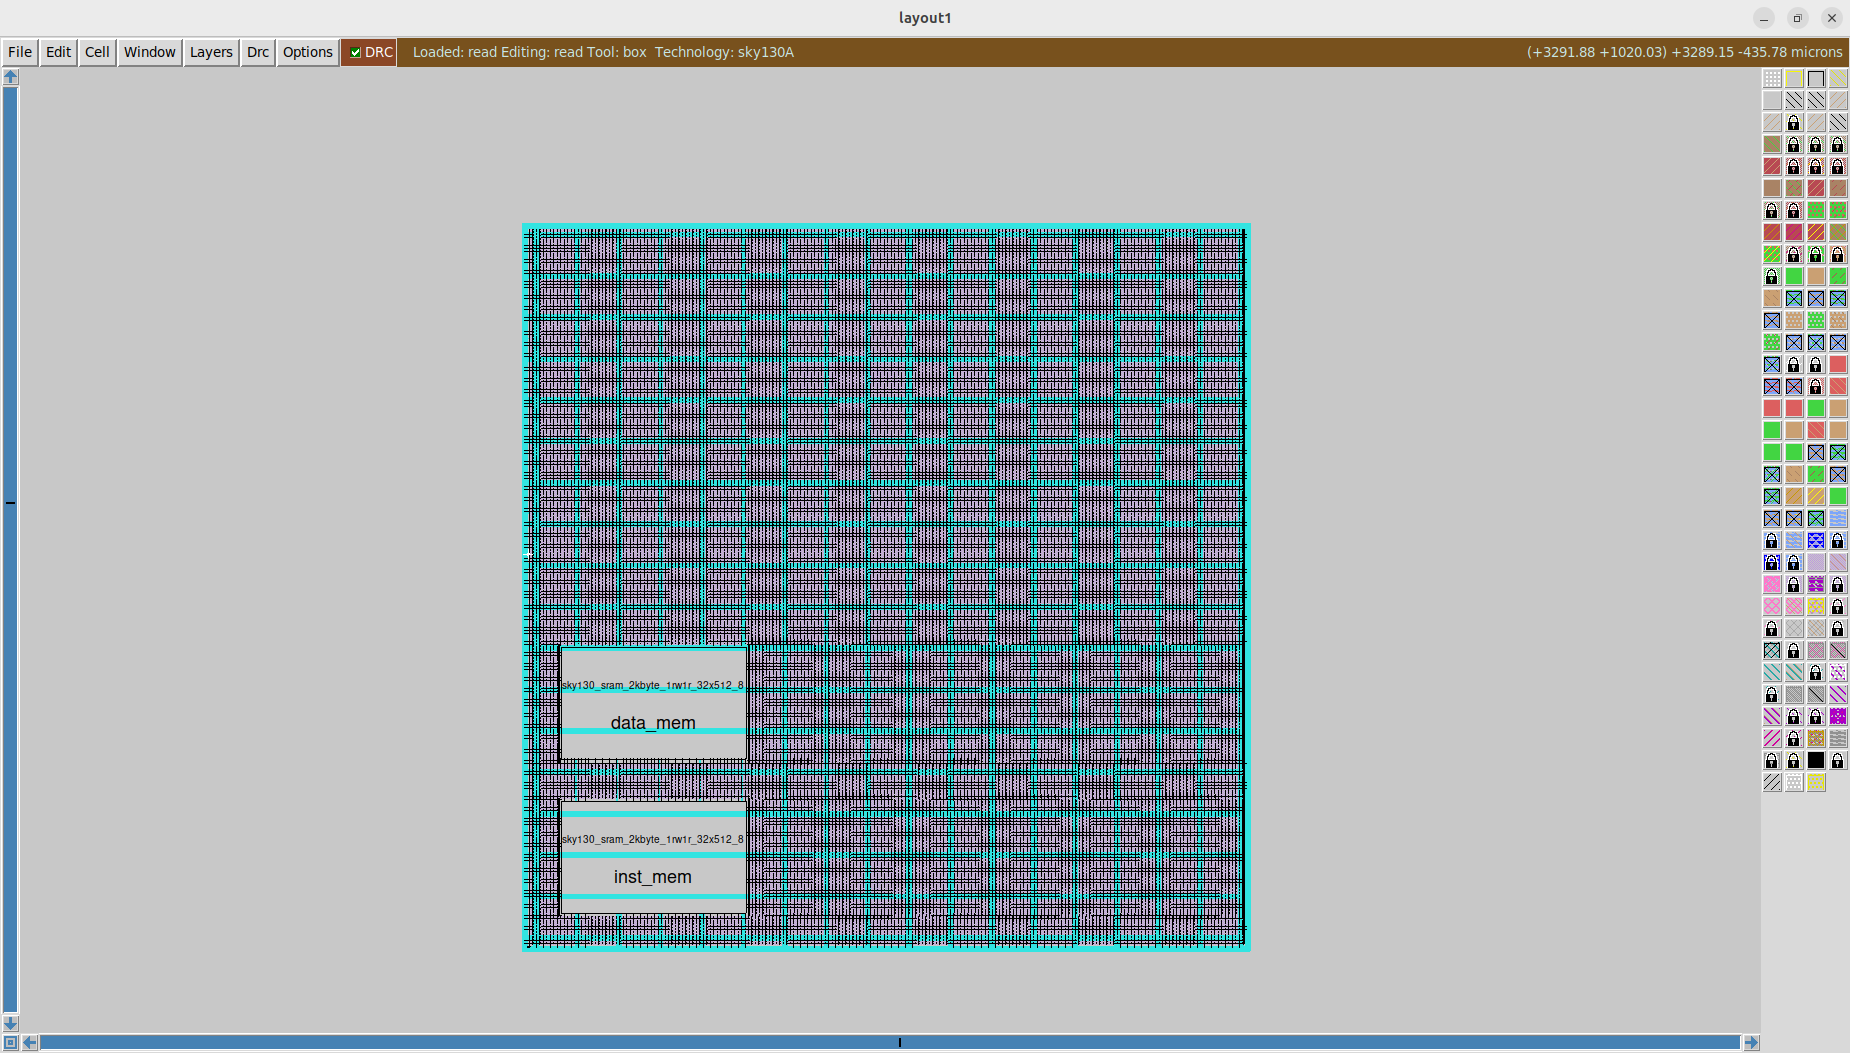 layout1
File Edit Cell Window Layers Drc Options DRC Loaded: read Editing: read Tool: box Technology: sky130A (+3291.88 +1020.03) +3289.15 -435.78 microns
sky130_sram_2kbyte_1rw1r_32x512_8
data_mem
sky130_sram_2kbyte_1rw1r_32x512_8
inst_mem